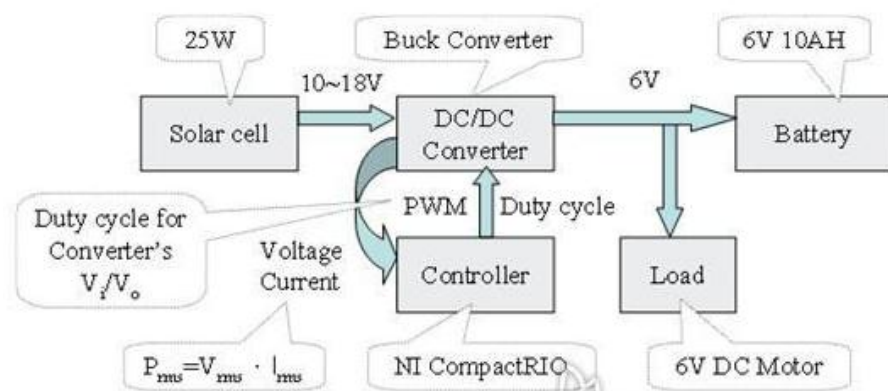 25W
Buck Converter
6V 10AH
10~18V
6V
Solar cell
DC/DC
Converter
Battery
Duty cycle for
Converter's
Vi/Vo
PWM
Duty cycle
Voltage
Current
Controller
Load
Prms=Vrms · Irms
NI CompactRIO
6V DC Motor